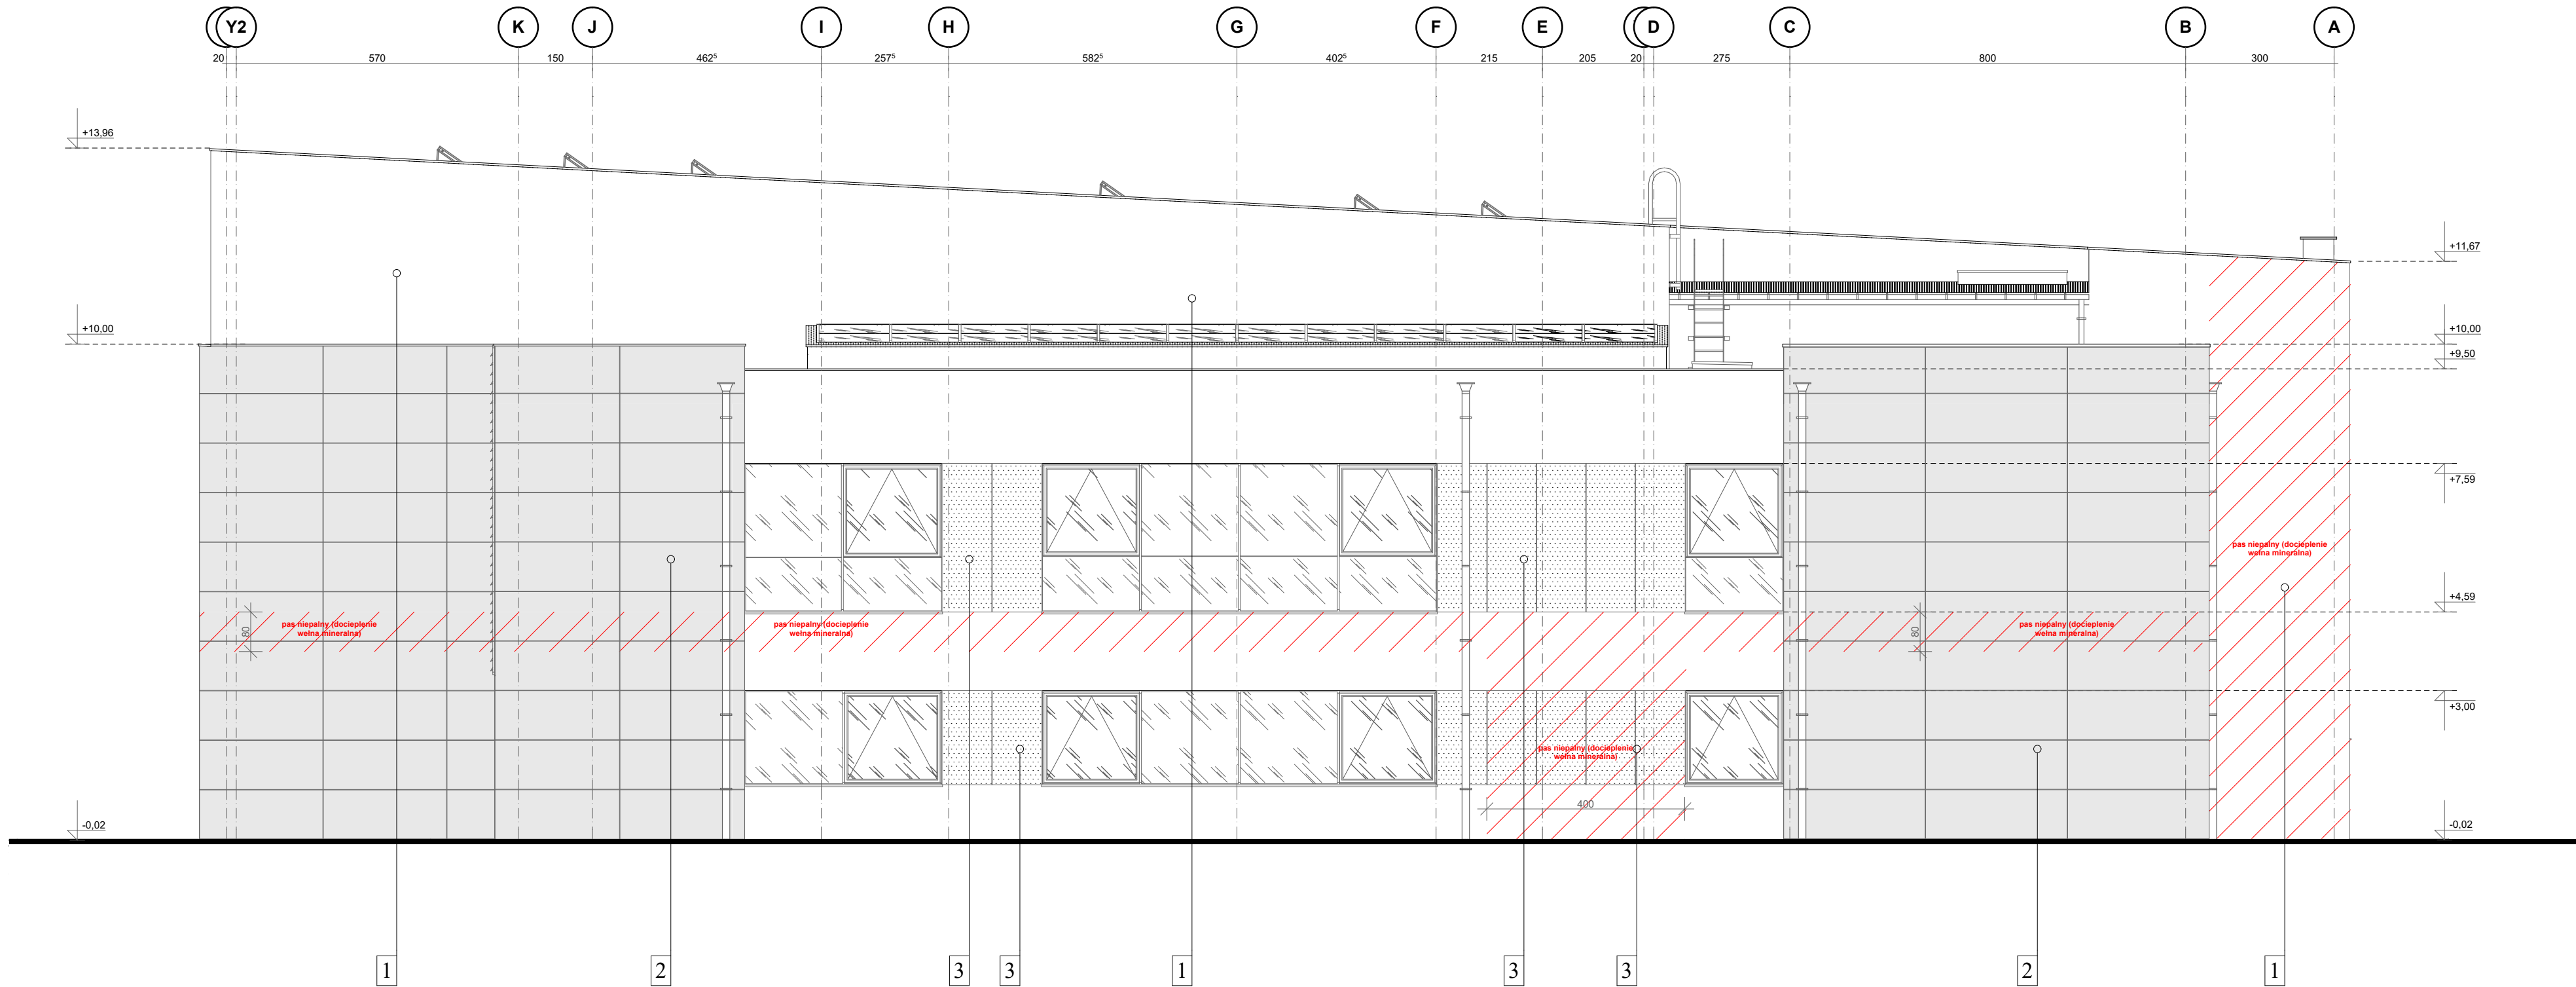 Y2 K J I H G F E D C B A
20 570 150 462⁵ 257⁵ 582⁵ 402⁵ 215 205 20 275 800 300
+13,96
+11,67
+10,00
+10,00
+9,50
+7,59
pas niepalny (docieplenie
wełna mineralna)
+4,59
80
pas niepalny (docieplenie
wełna mineralna)
pas niepalny (docieplenie
wełna mineralna)
80
pas niepalny (docieplenie
wełna mineralna)
+3,00
pas niepalny (docieplenie
wełna mineralna)
400
-0,02
-0,02
1 2 3 3 1 3 3 2 1